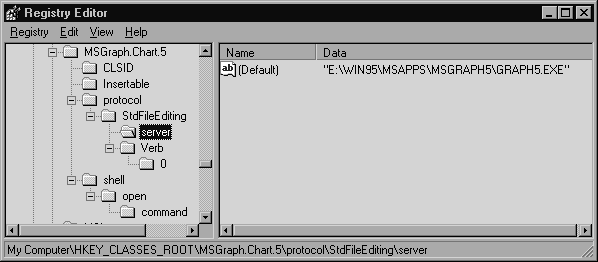 Registry Editor
Registry Edit View Help
MSGraph.Chart.5
CLSID
Insertable
protocol
StdFileEditing
server
Verb
0
shell
open
command
Name Data
ab (Default) "E:\WIN95\MSAPPS\MSGRAPH5\GRAPH5.EXE"
My Computer\HKEY_CLASSES_ROOT\MSGraph.Chart.5\protocol\StdFileEditing\server